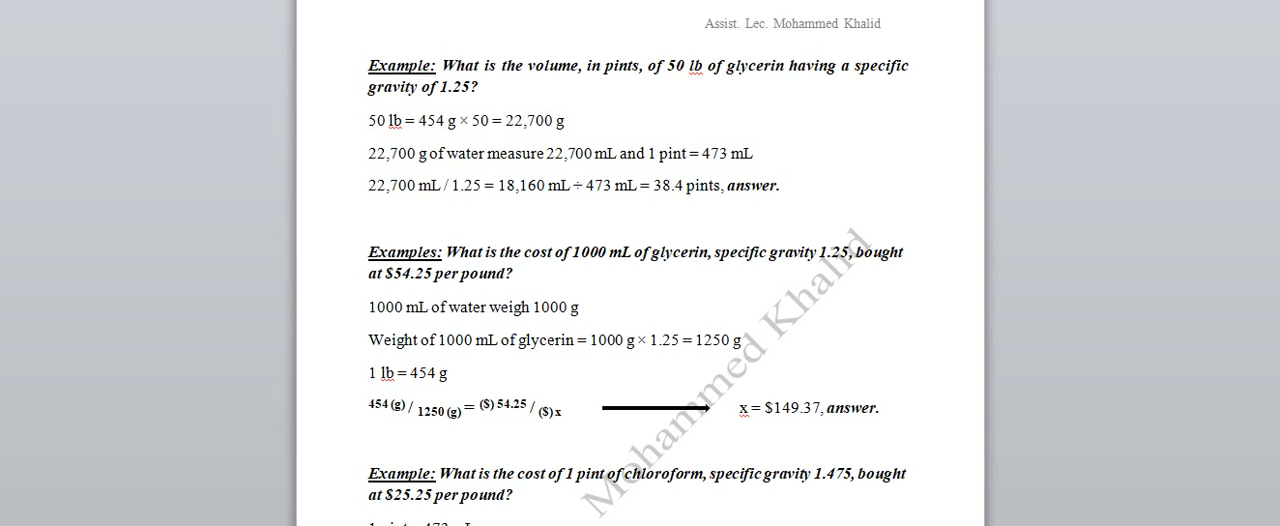 Assist. Lec. Mohammed Khalid
Example: What is the volume, in pints, of 50 lb of glycerin having a specific
gravity of 1.25?
50 lb = 454 g × 50 = 22,700 g
22,700 g of water measure 22,700 mL and 1 pint = 473 mL
22,700 mL / 1.25 = 18,160 mL ÷ 473 mL = 38.4 pints, answer.
Examples: What is the cost of 1000 mL of glycerin, specific gravity 1.25, bought
at $54.25 per pound?
1000 mL of water weigh 1000 g
Weight of 1000 mL of glycerin = 1000 g × 1.25 = 1250 g
1 lb = 454 g
454 (g) / 1250 (g) = ($) 54.25 / ($) x x = $149.37, answer.
Mohammed Khalid
Example: What is the cost of 1 pint of chloroform, specific gravity 1.475, bought
at $25.25 per pound?